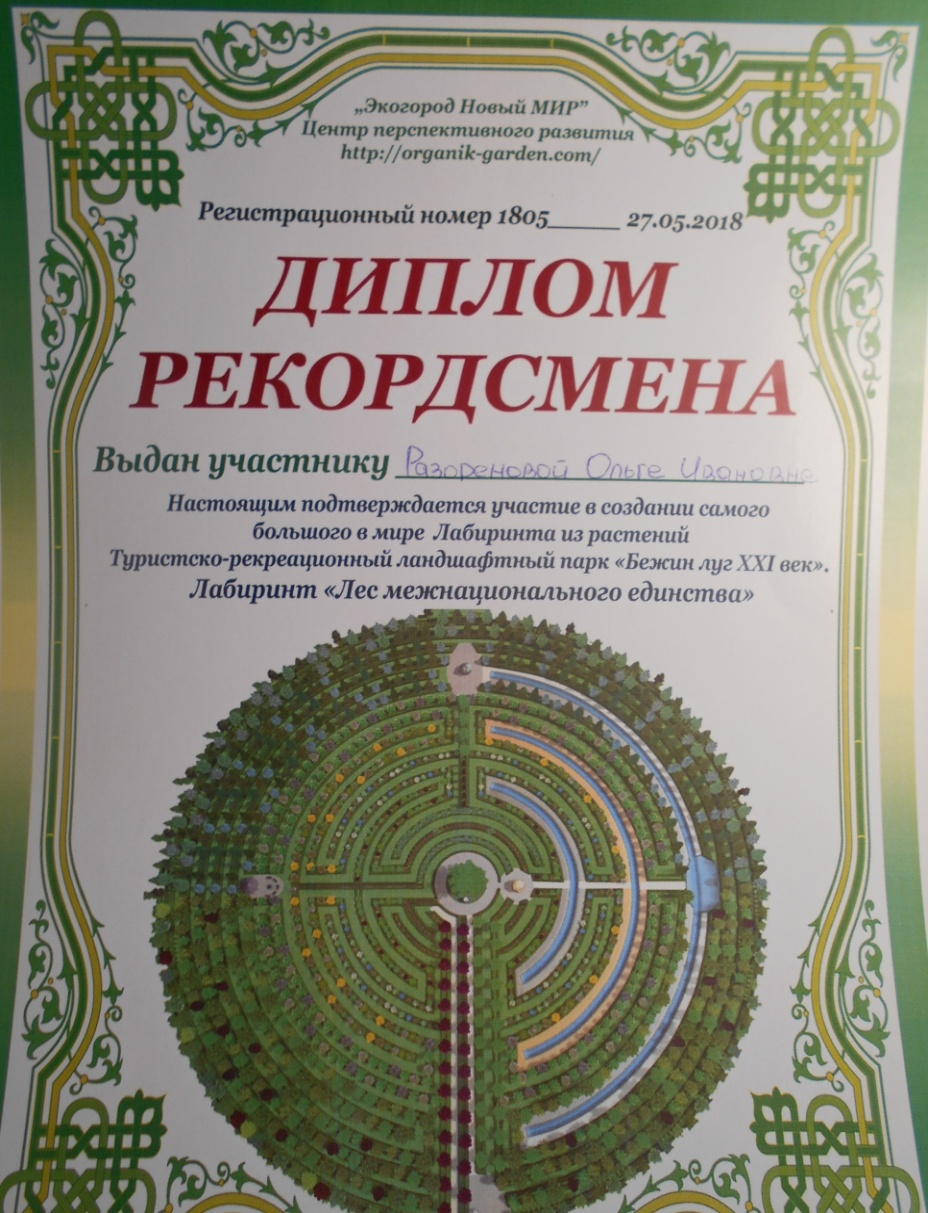 „Экогород Новый МИР”
Центр перспективного развития
http://organik-garden.com/
Регистрационный номер 1805______ 27.05.2018
ДИПЛОМ
РЕКОРДСМЕНА
Выдан участнику Разореновой Ольге Ивановне
Настоящим подтверждается участие в создании самого
большого в мире Лабиринта из растений
Туристско-рекреационный ландшафтный парк «Бежин луг XXI век».
Лабиринт «Лес межнационального единства»